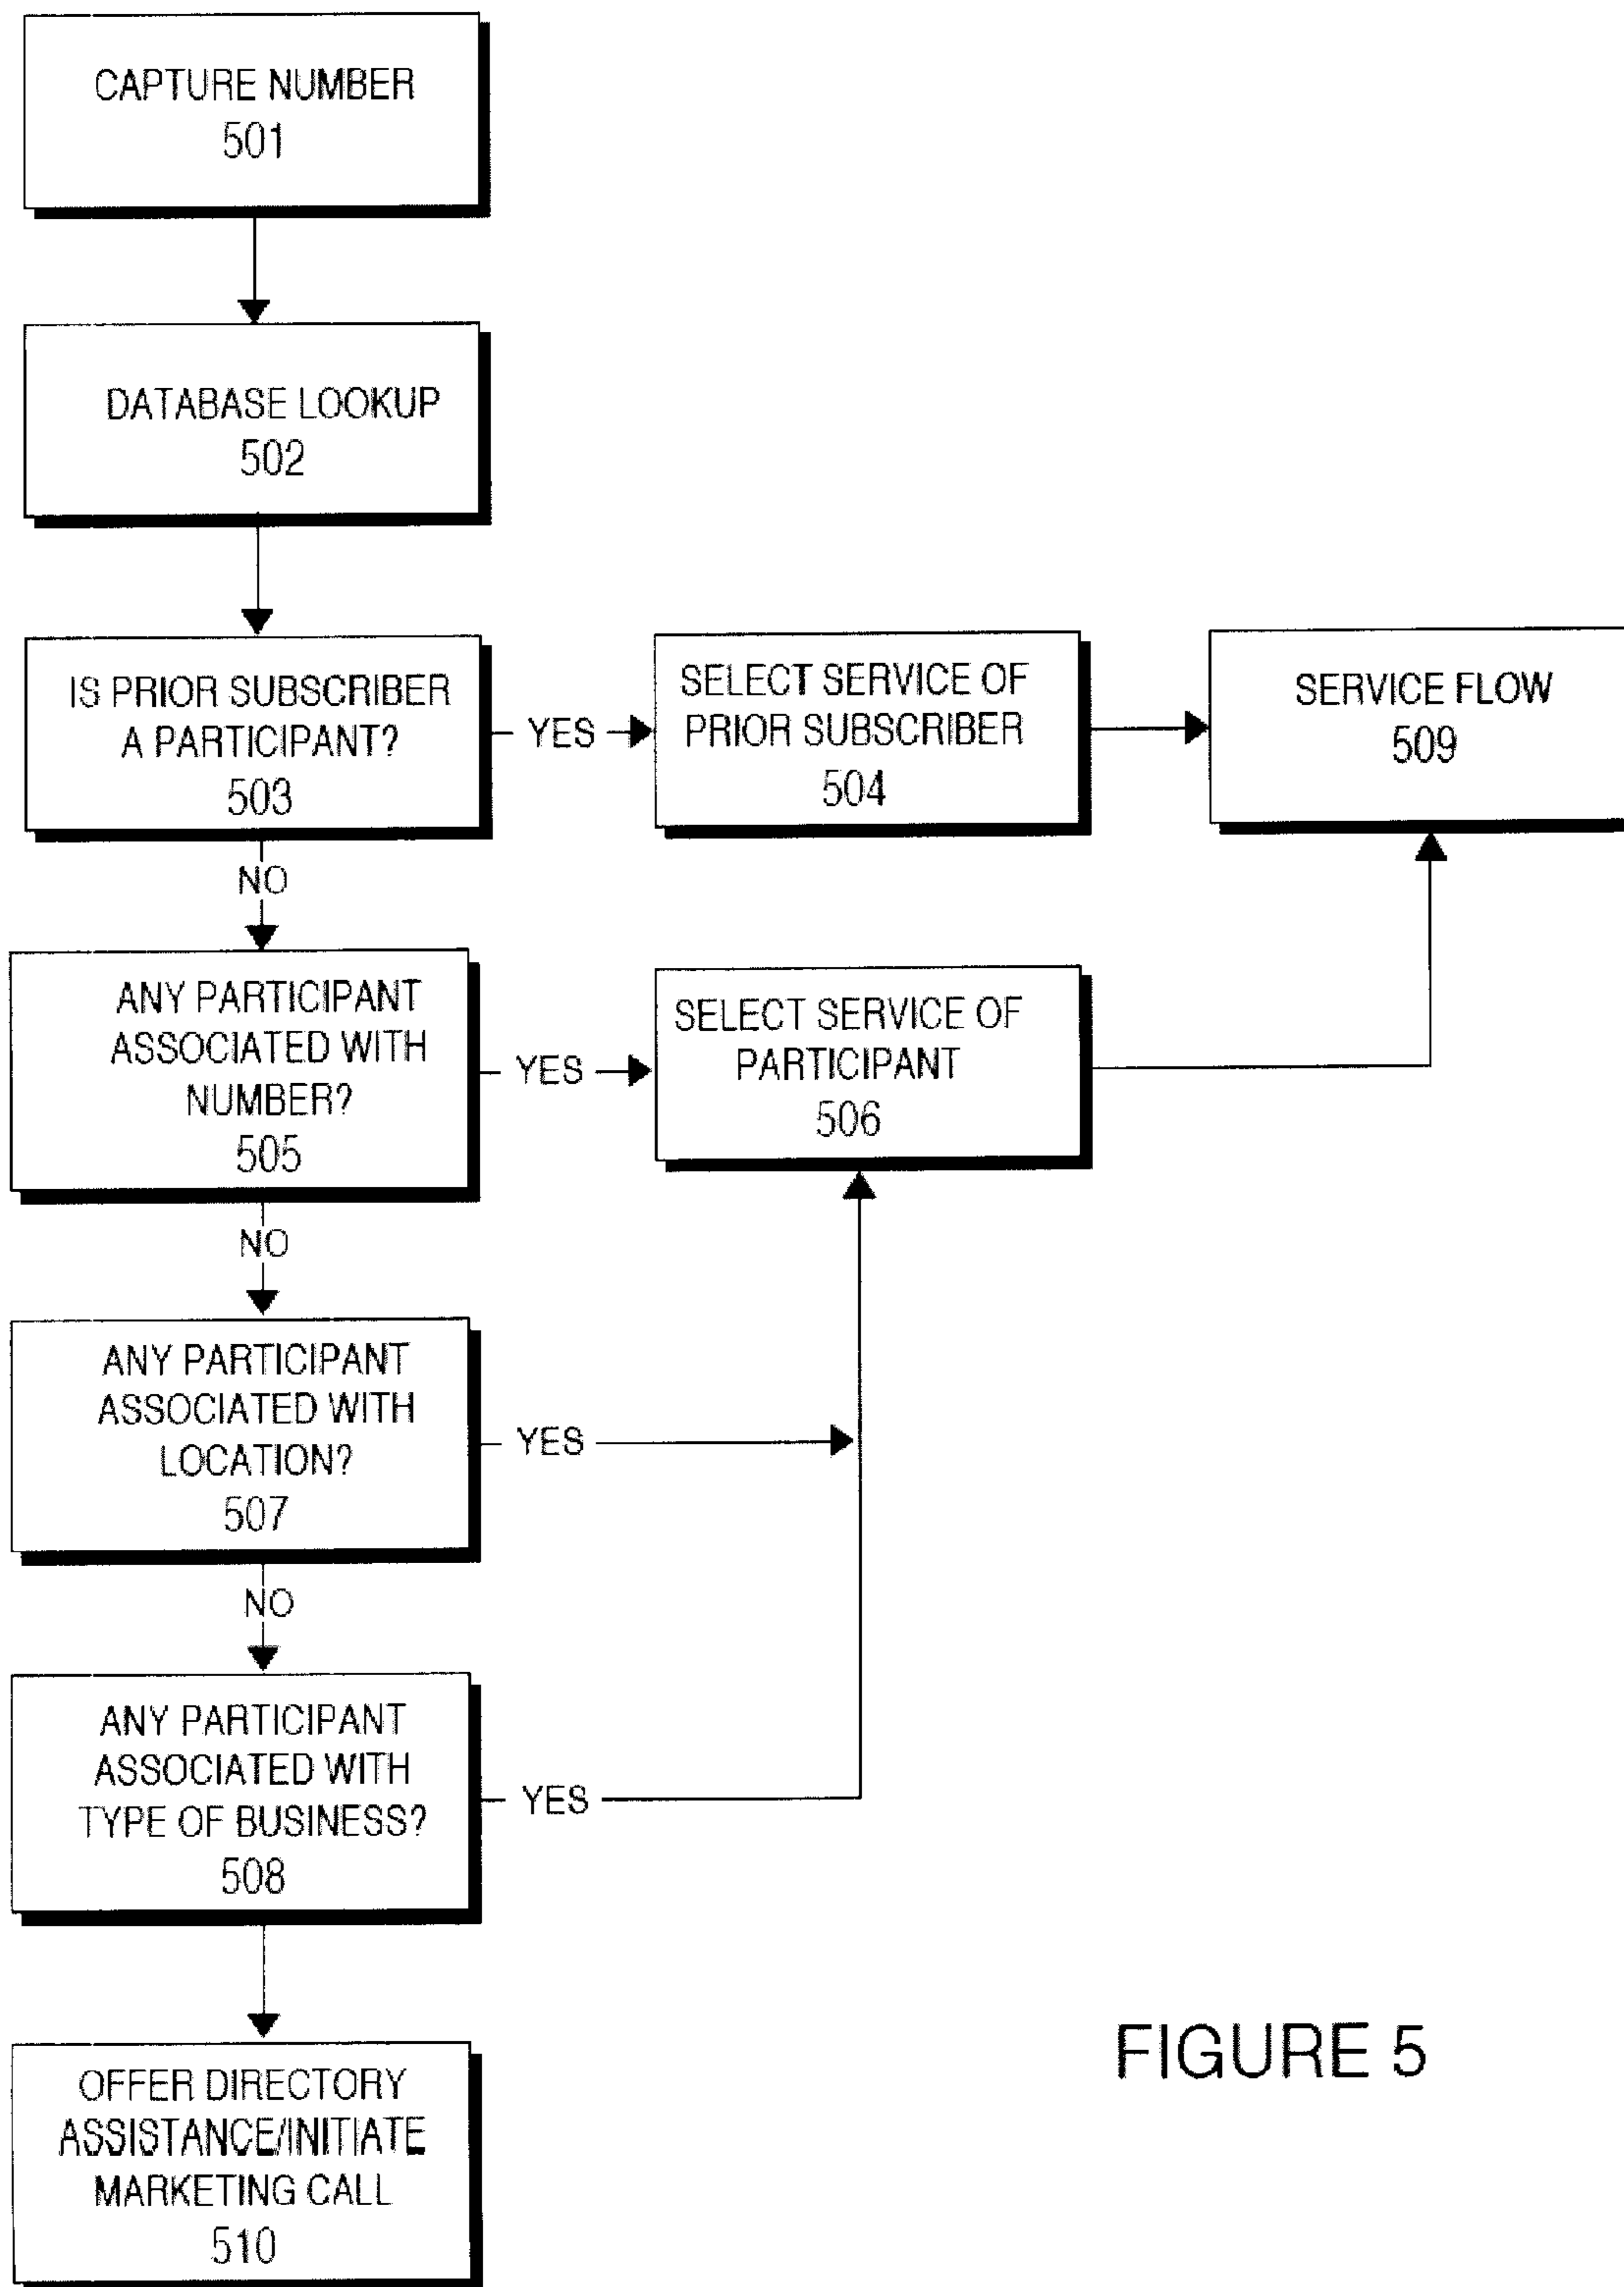 CAPTURE NUMBER
501
DATABASE LOOKUP
502
IS PRIOR SUBSCRIBER
A PARTICIPANT?
503
YES
SELECT SERVICE OF
PRIOR SUBSCRIBER
504
SERVICE FLOW
509
NO
ANY PARTICIPANT
ASSOCIATED WITH
NUMBER?
505
YES
SELECT SERVICE OF
PARTICIPANT
506
NO
ANY PARTICIPANT
ASSOCIATED WITH
LOCATION?
507
YES
NO
ANY PARTICIPANT
ASSOCIATED WITH
TYPE OF BUSINESS?
508
YES
OFFER DIRECTORY
ASSISTANCE/INITIATE
MARKETING CALL
510
FIGURE 5